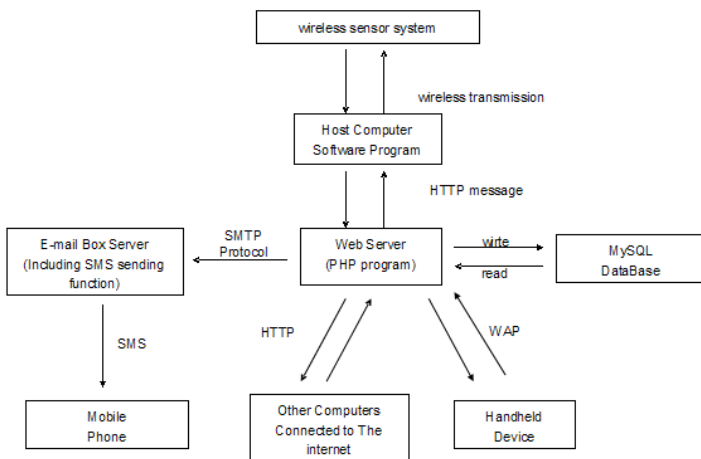 wireless sensor system
wireless transmission
Host Computer
Software Program
HTTP message
E-mail Box Server
(Including SMS sending
function)
SMTP
Protocol
Web Server
(PHP program)
wirte
read
MySQL
DataBase
SMS
HTTP
WAP
Mobile
Phone
Other Computers
Connected to The
internet
Handheld
Device